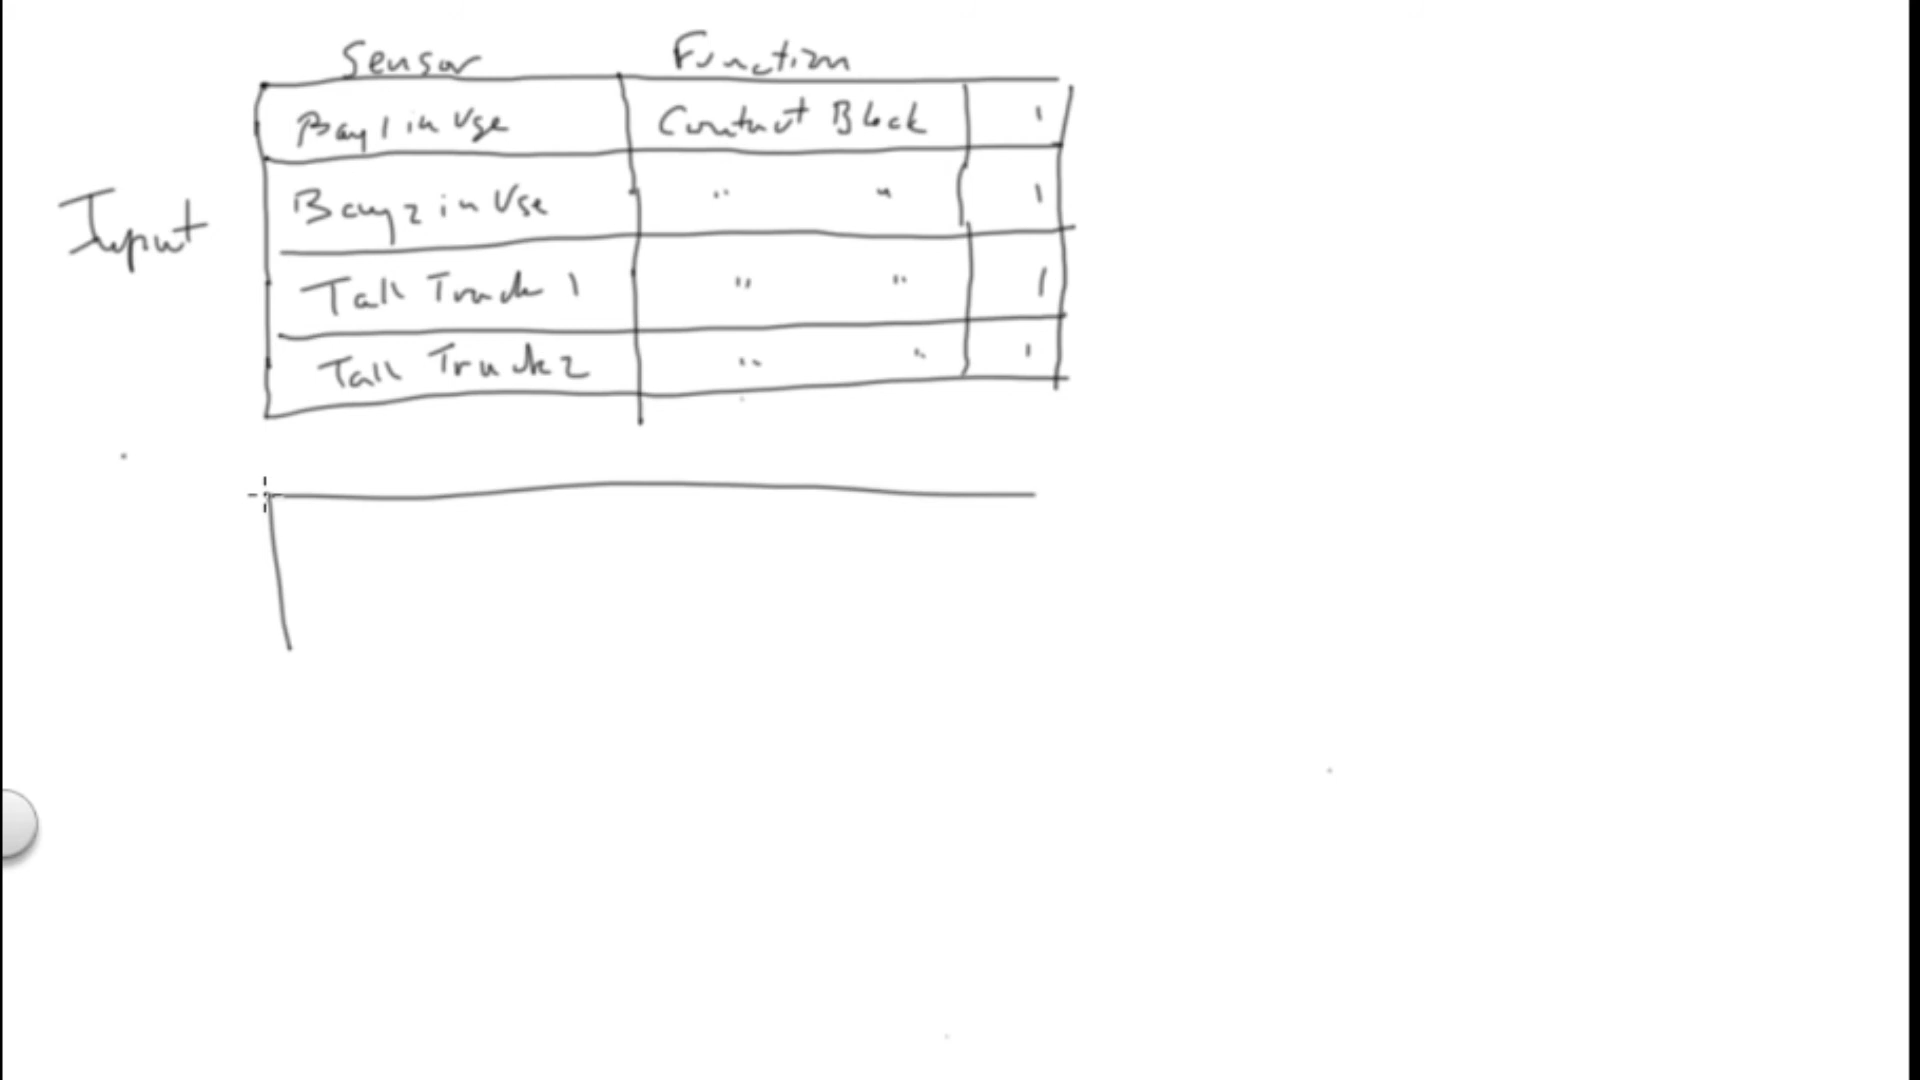 Sensor Function
Bay 1 in Use Contact Block 1
Bay 2 in Use " " 1
Input
Tall Truck 1 " " 1
Tall Truck 2 " " 1